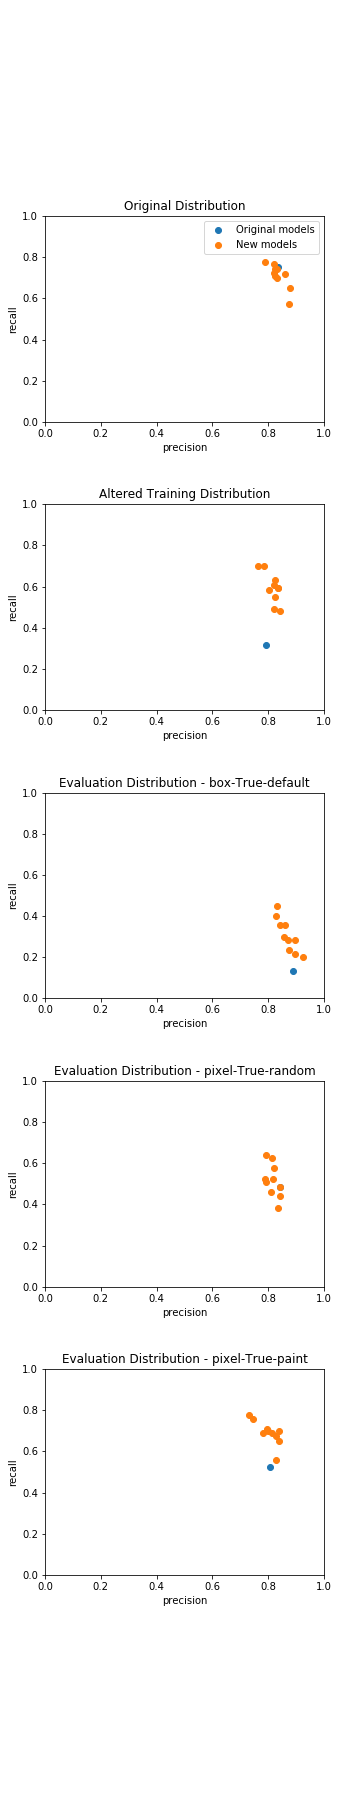 Original Distribution
1.0
Original models
New models
0.8
0.6
recall
0.4
0.2
0.0
0.0 0.2 0.4 0.6 0.8 1.0
precision
Altered Training Distribution
1.0
0.8
0.6
recall
0.4
0.2
0.0
0.0 0.2 0.4 0.6 0.8 1.0
precision
Evaluation Distribution - box-True-default
1.0
0.8
0.6
recall
0.4
0.2
0.0
0.0 0.2 0.4 0.6 0.8 1.0
precision
Evaluation Distribution - pixel-True-random
1.0
0.8
0.6
recall
0.4
0.2
0.0
0.0 0.2 0.4 0.6 0.8 1.0
precision
Evaluation Distribution - pixel-True-paint
1.0
0.8
0.6
recall
0.4
0.2
0.0
0.0 0.2 0.4 0.6 0.8 1.0
precision